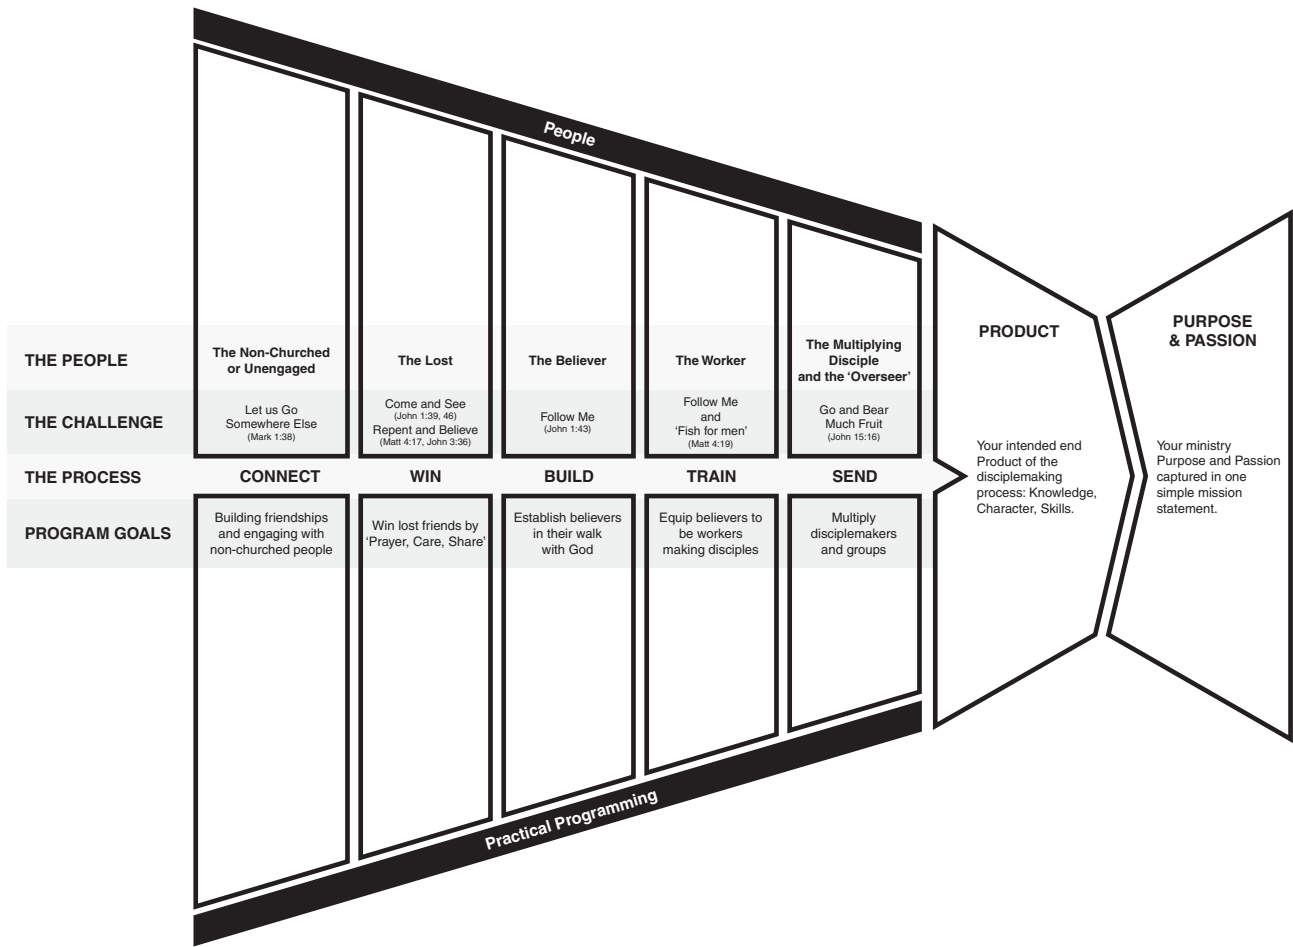 People
THE PEOPLE
The Non-Churched
or Unengaged
The Lost
The Believer
The Worker
The Multiplying
Disciple
and the ‘Overseer’
THE CHALLENGE
Let us Go
Somewhere Else
(Mark 1:38)
Come and See
(John 1:39, 46)
Repent and Believe
(Matt 4:17, John 3:36)
Follow Me
(John 1:43)
Follow Me
and
‘Fish for men’
(Matt 4:19)
Go and Bear
Much Fruit
(John 15:16)
THE PROCESS
CONNECT
WIN
BUILD
TRAIN
SEND
PROGRAM GOALS
Building friendships
and engaging with
non-churched people
Win lost friends by
‘Prayer, Care, Share’
Establish believers
in their walk
with God
Equip believers to
be workers
making disciples
Multiply
disciplemakers
and groups
Practical Programming
PRODUCT
Your intended end
Product of the
disciplemaking
process: Knowledge,
Character, Skills.
PURPOSE
& PASSION
Your ministry
Purpose and Passion
captured in one
simple mission
statement.